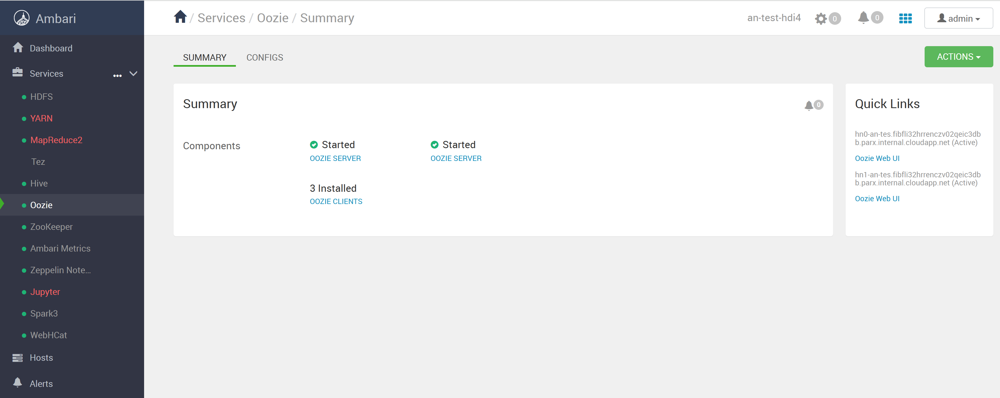 Ambari
/ Services / Oozie / Summary
an-test-hdi4
0
0
admin
Dashboard
Services
HDFS
YARN
MapReduce2
Tez
Hive
Oozie
ZooKeeper
Ambari Metrics
Zeppelin Note...
Jupyter
Spark3
WebHCat
Hosts
Alerts
SUMMARY
CONFIGS
ACTIONS
Summary
0
Components
Started
OOZIE SERVER
Started
OOZIE SERVER
3 Installed
OOZIE CLIENTS
Quick Links
hn0-an-tes.fibfli32hrrenczv02qeic3db
b.parx.internal.cloudapp.net (Active)
Oozie Web UI
hn1-an-tes.fibfli32hrrenczv02qeic3db
b.parx.internal.cloudapp.net (Active)
Oozie Web UI